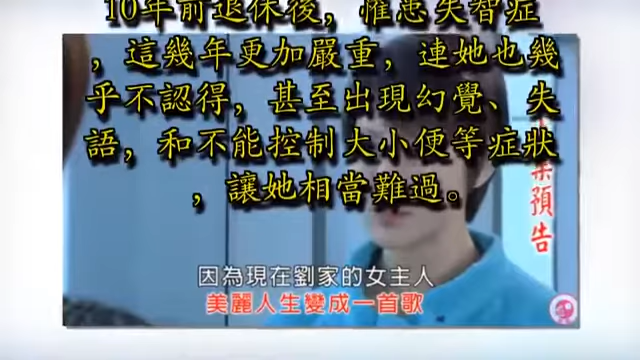 10年前退休後，罹患失智症
，這幾年更加嚴重，連她也幾
乎不認得，甚至出現幻覺、失
語，和不能控制大小便等症狀
，讓她相當難過。
預告
因為現在劉家的女主人
美麗人生變成一首歌